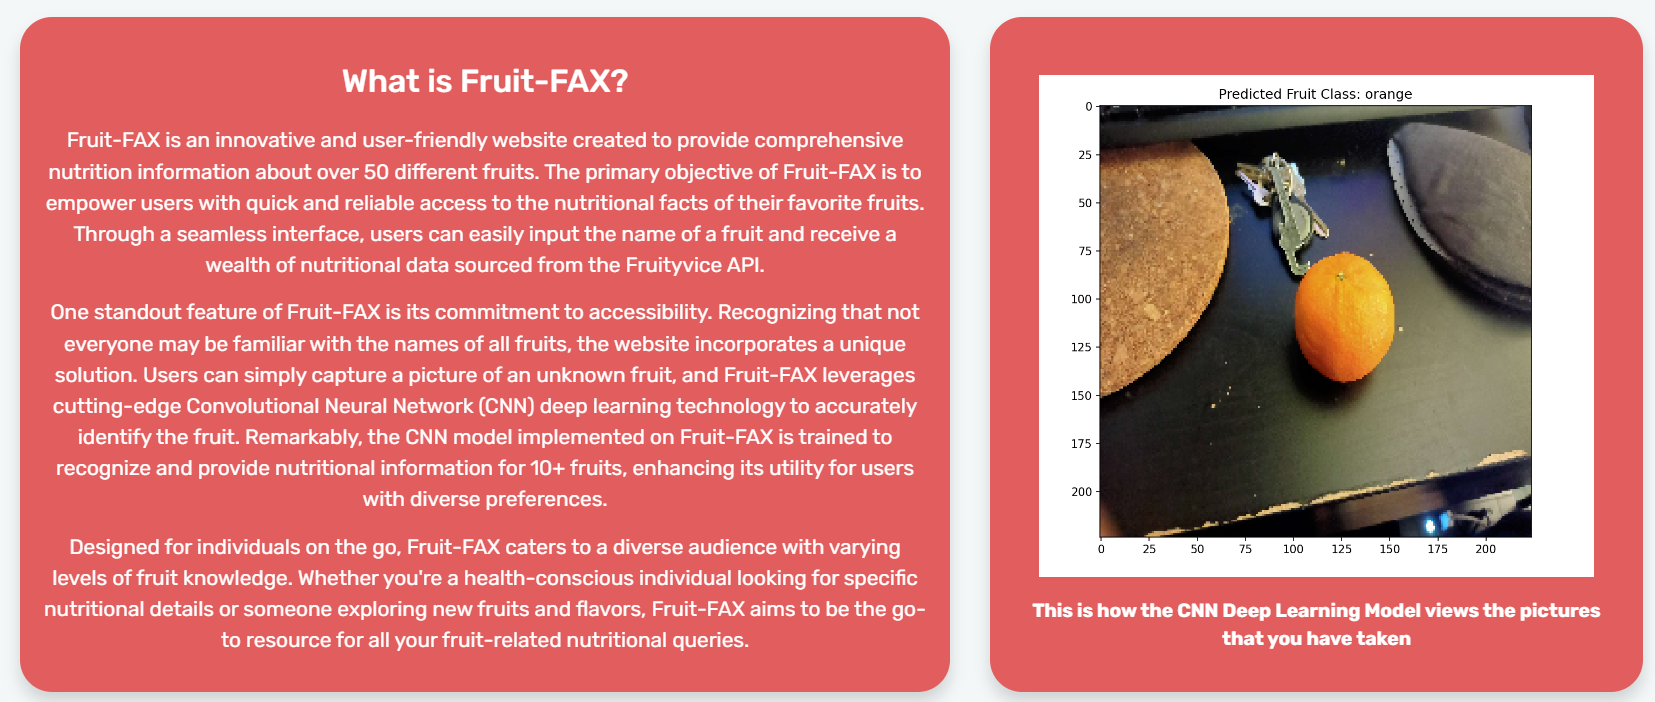 What is Fruit-FAX?
Fruit-FAX is an innovative and user-friendly website created to provide comprehensive
nutrition information about over 50 different fruits. The primary objective of Fruit-FAX is to
empower users with quick and reliable access to the nutritional facts of their favorite fruits.
Through a seamless interface, users can easily input the name of a fruit and receive a
wealth of nutritional data sourced from the Fruityvice API.
One standout feature of Fruit-FAX is its commitment to accessibility. Recognizing that not
everyone may be familiar with the names of all fruits, the website incorporates a unique
solution. Users can simply capture a picture of an unknown fruit, and Fruit-FAX leverages
cutting-edge Convolutional Neural Network (CNN) deep learning technology to accurately
identify the fruit. Remarkably, the CNN model implemented on Fruit-FAX is trained to
recognize and provide nutritional information for 10+ fruits, enhancing its utility for users
with diverse preferences.
Designed for individuals on the go, Fruit-FAX caters to a diverse audience with varying
levels of fruit knowledge. Whether you're a health-conscious individual looking for specific
nutritional details or someone exploring new fruits and flavors, Fruit-FAX aims to be the go-
to resource for all your fruit-related nutritional queries.
Predicted Fruit Class: orange
0
25
50
75
100
125
150
175
200
0 25 50 75 100 125 150 175 200
This is how the CNN Deep Learning Model views the pictures
that you have taken